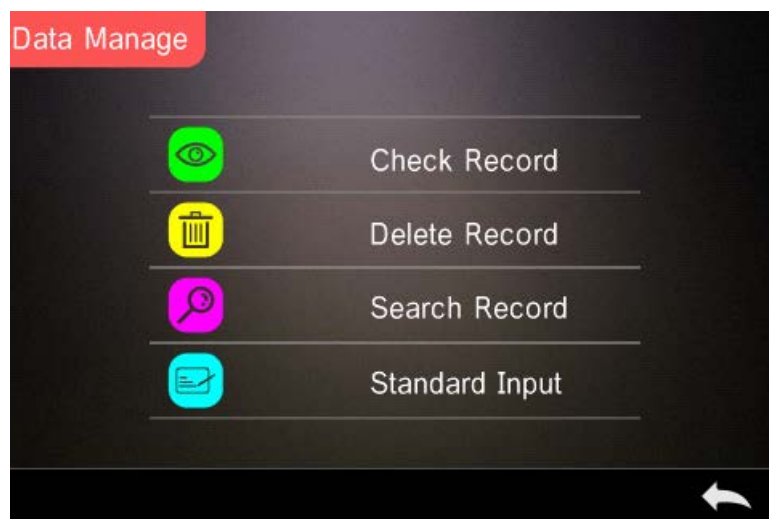 Data Manage
Check Record
Delete Record
Search Record
Standard Input